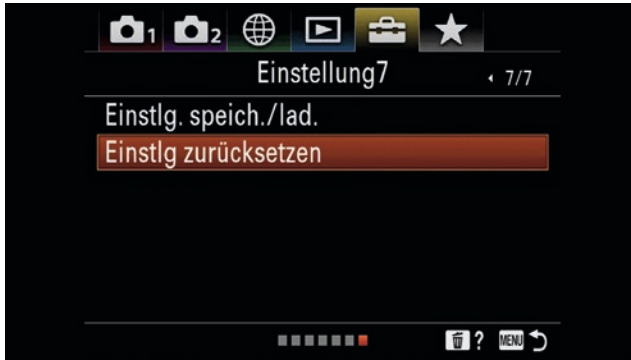 1 2
Einstellung7 7/7
Einstlg. speich./lad.
Einstlg zurücksetzen
? MENU